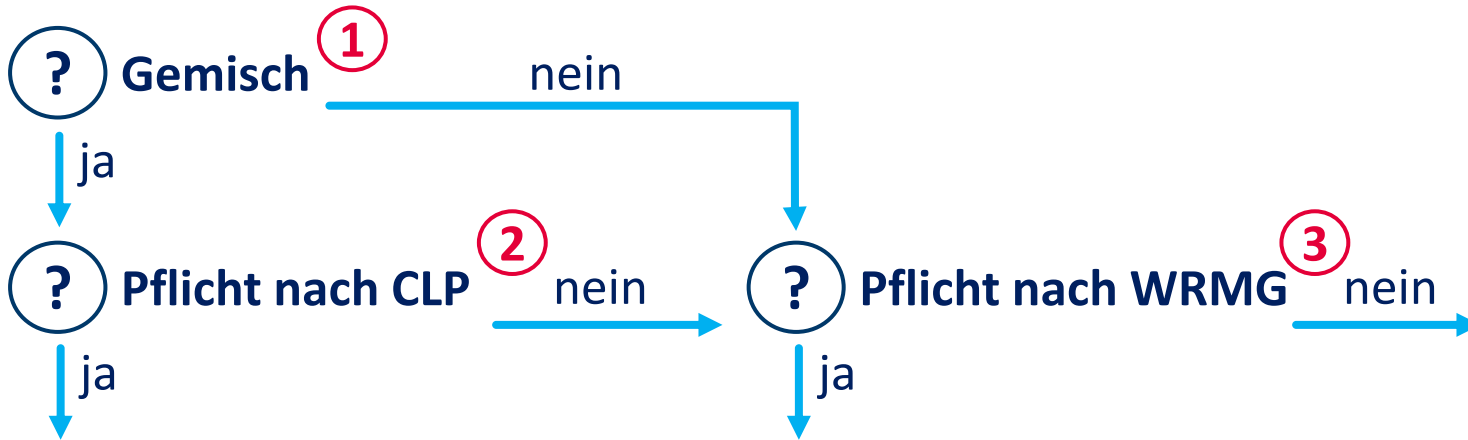 ? Gemisch 1 nein
ja
? Pflicht nach CLP 2 nein ? Pflicht nach WRMG 3 nein
ja ja